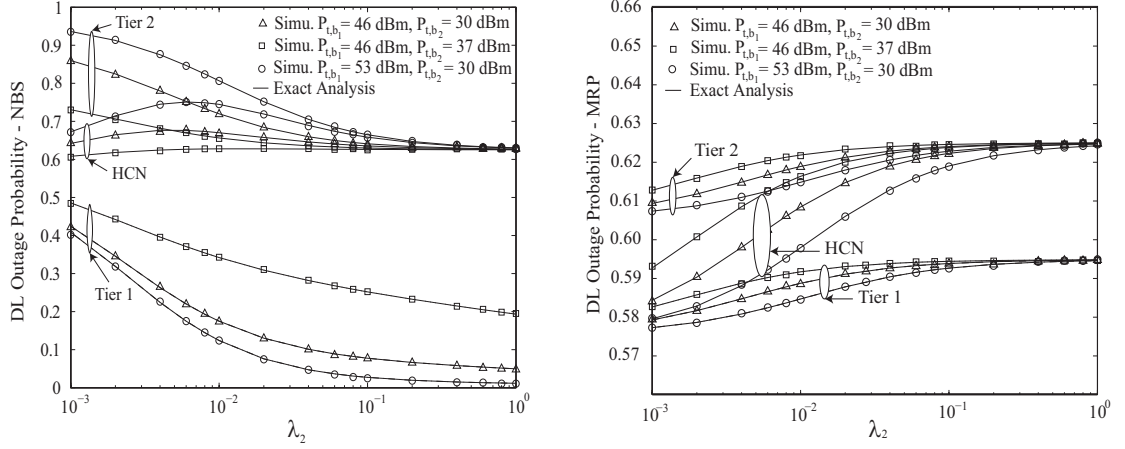 DL Outage Probability - NBS
1
0.9
0.8
0.7
0.6
0.5
0.4
0.3
0.2
0.1
0
Tier 2
HCN
Tier 1
Simu. P_{t,b_1}= 46 dBm, P_{t,b_2}= 30 dBm
Simu. P_{t,b_1}= 46 dBm, P_{t,b_2}= 37 dBm
Simu. P_{t,b_1}= 53 dBm, P_{t,b_2}= 30 dBm
Exact Analysis
10^{-3} 10^{-2} 10^{-1} 10^{0}
λ_2
DL Outage Probability - MRP
0.66
0.65
0.64
0.63
0.62
0.61
0.60
0.59
0.58
0.57
Simu. P_{t,b_1}= 46 dBm, P_{t,b_2}= 30 dBm
Simu. P_{t,b_1}= 46 dBm, P_{t,b_2}= 37 dBm
Simu. P_{t,b_1}= 53 dBm, P_{t,b_2}= 30 dBm
Exact Analysis
Tier 2
HCN
Tier 1
10^{-3} 10^{-2} 10^{-1} 10^{0}
λ_2